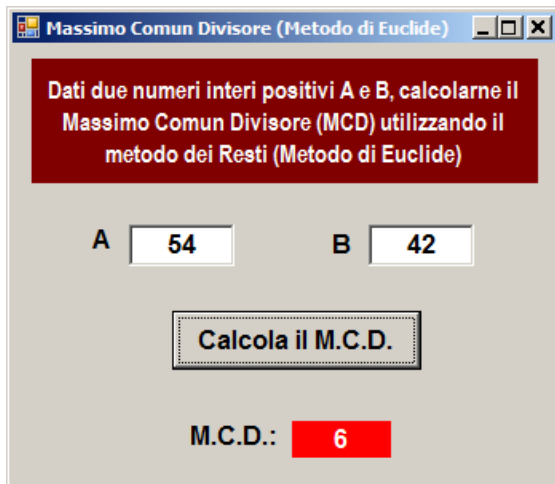 Massimo Comun Divisore (Metodo di Euclide)
Dati due numeri interi positivi A e B, calcolarne il
Massimo Comun Divisore (MCD) utilizzando il
metodo dei Resti (Metodo di Euclide)
A 54 B 42
Calcola il M.C.D.
M.C.D.: 6